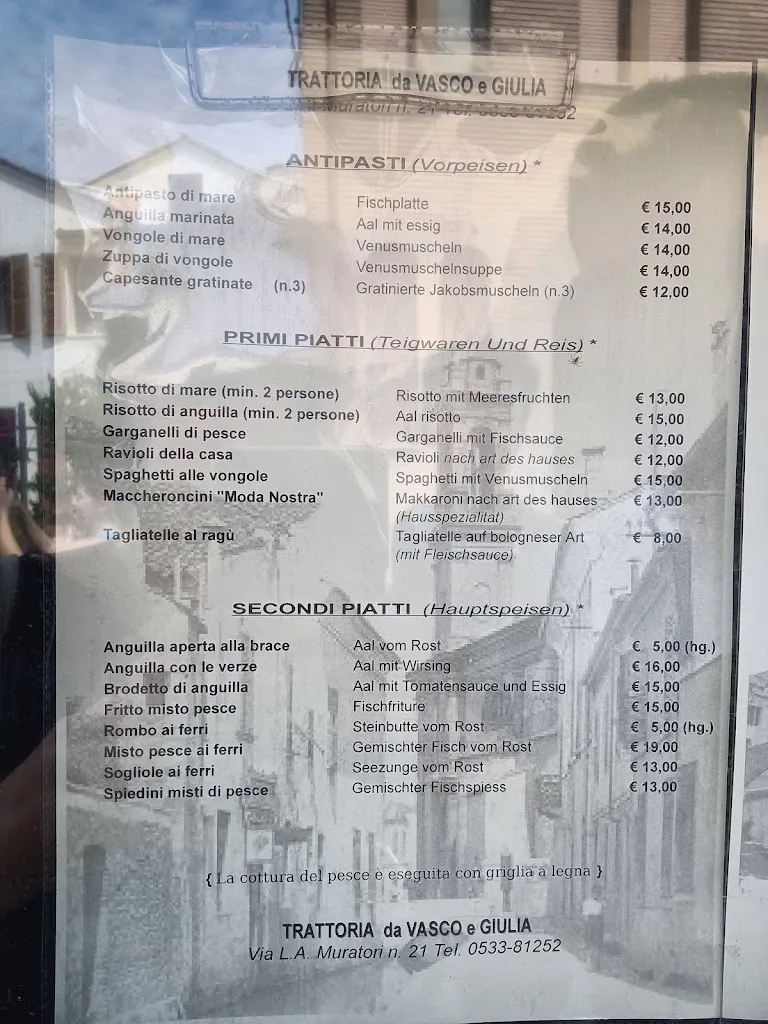 TRATTORIA da VASCO e GIULIA
Muratori n. 21 Tel. 0533 81252
ANTIPASTI (Vorpeisen) *
Antipasto di mare Fischplatte € 15,00
Anguilla marinata Aal mit essig € 14,00
Vongole di mare Venusmuscheln € 14,00
Zuppa di vongole Venusmuschelnsuppe € 14,00
Capesante gratinate (n.3) Gratinierte Jakobsmuscheln (n.3) € 12,00
PRIMI PIATTI (Teigwaren Und Reis) *
Risotto di mare (min. 2 persone) Risotto mit Meeresfruchten € 13,00
Risotto di anguilla (min. 2 persone) Aal risotto € 15,00
Garganelli di pesce Garganelli mit Fischsauce € 12,00
Ravioli della casa Ravioli nach art des hauses € 12,00
Spaghetti alle vongole Spaghetti mit Venusmuscheln € 15,00
Maccheroncini "Moda Nostra" Makkaroni nach art des hauses € 13,00
(Hausspezialitat)
Tagliatelle al ragù Tagliatelle auf bologneser Art € 8,00
(mit Fleischsauce)
SECONDI PIATTI (Hauptspeisen) *
Anguilla aperta alla brace Aal vom Rost € 5,00 (hg.)
Anguilla con le verze Aal mit Wirsing € 16,00
Brodetto di anguilla Aal mit Tomatensauce und Essig € 15,00
Fritto misto pesce Fischfriture € 15,00
Rombo ai ferri Steinbutte vom Rost € 5,00 (hg.)
Misto pesce ai ferri Gemischter Fisch vom Rost € 19,00
Sogliole ai ferri Seezunge vom Rost € 13,00
Spiedini misti di pesce Gemischter Fischspiess € 13,00
{ La cottura del pesce è eseguita con griglia a legna }
TRATTORIA da VASCO e GIULIA
Via L.A. Muratori n. 21 Tel. 0533-81252